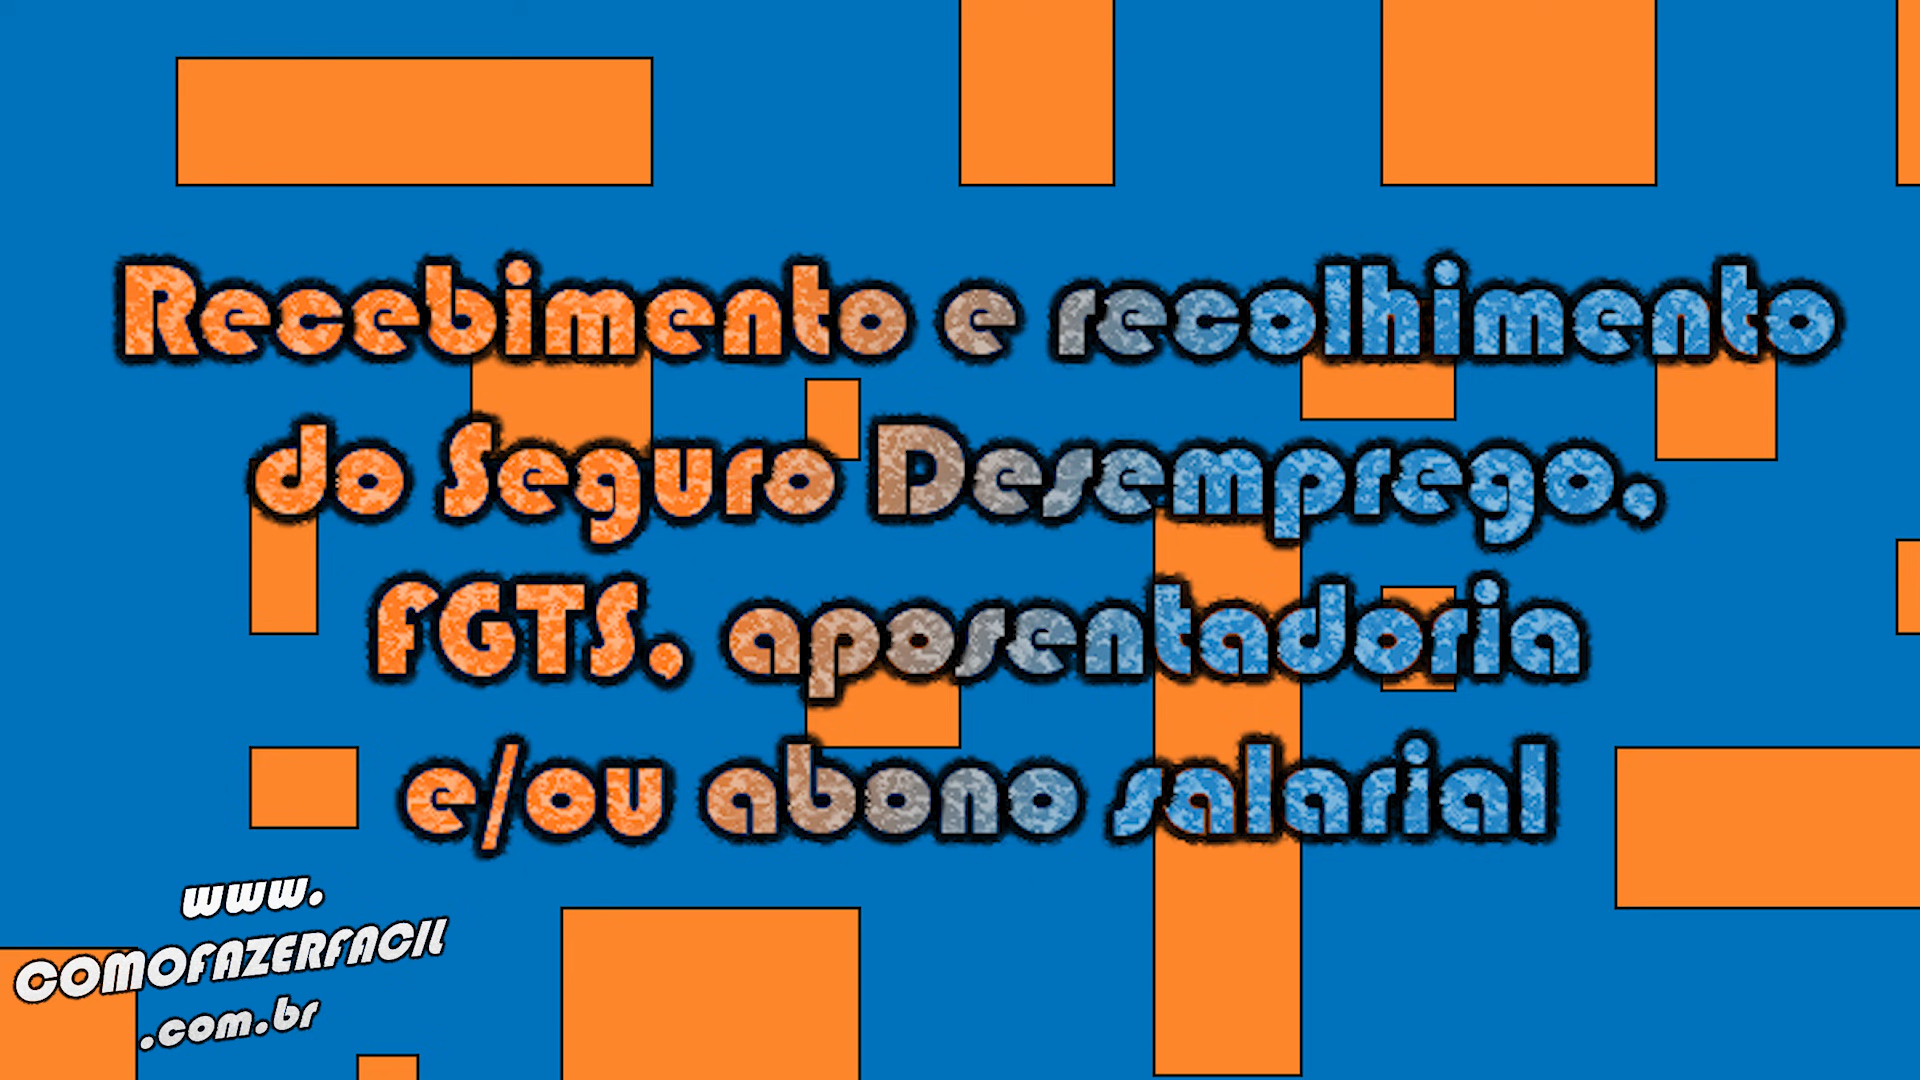 Recebimento e recolhimento
do Seguro Desemprego,
FGTS, aposentadoria
e/ou abono salarial
www.
COMOFAZERFACIL
.com.br